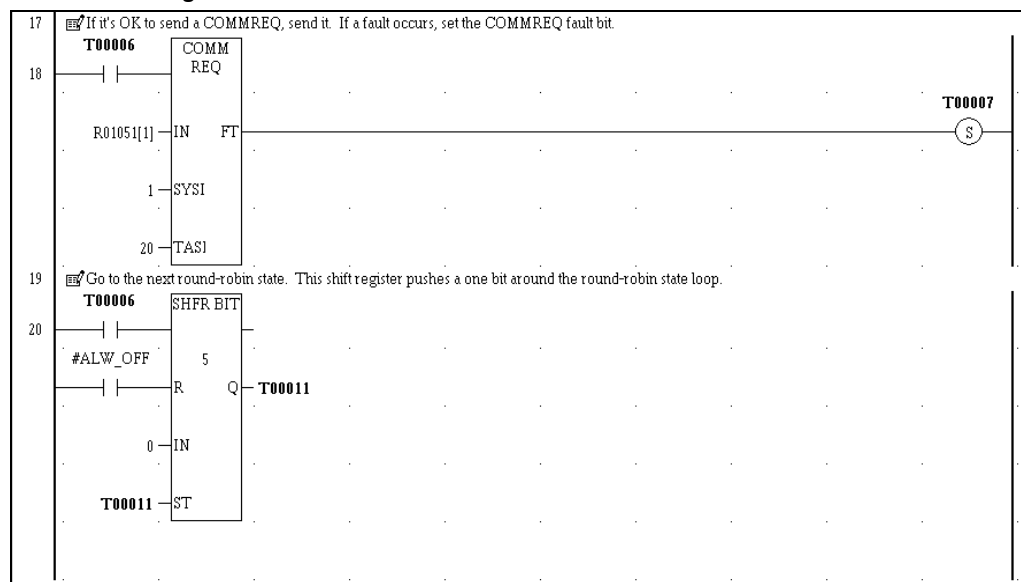 17 If it's OK to send a COMMREQ, send it. If a fault occurs, set the COMMREQ fault bit.
T00006
COMM
REQ
18
T00007
R01051[1] IN FT S
1 SYSI
20 TASI
19 Go to the next round-robin state. This shift register pushes a one bit around the round-robin state loop.
T00006 SHFR BIT
20
#ALW_OFF 5
R Q T00011
0 IN
T00011 ST